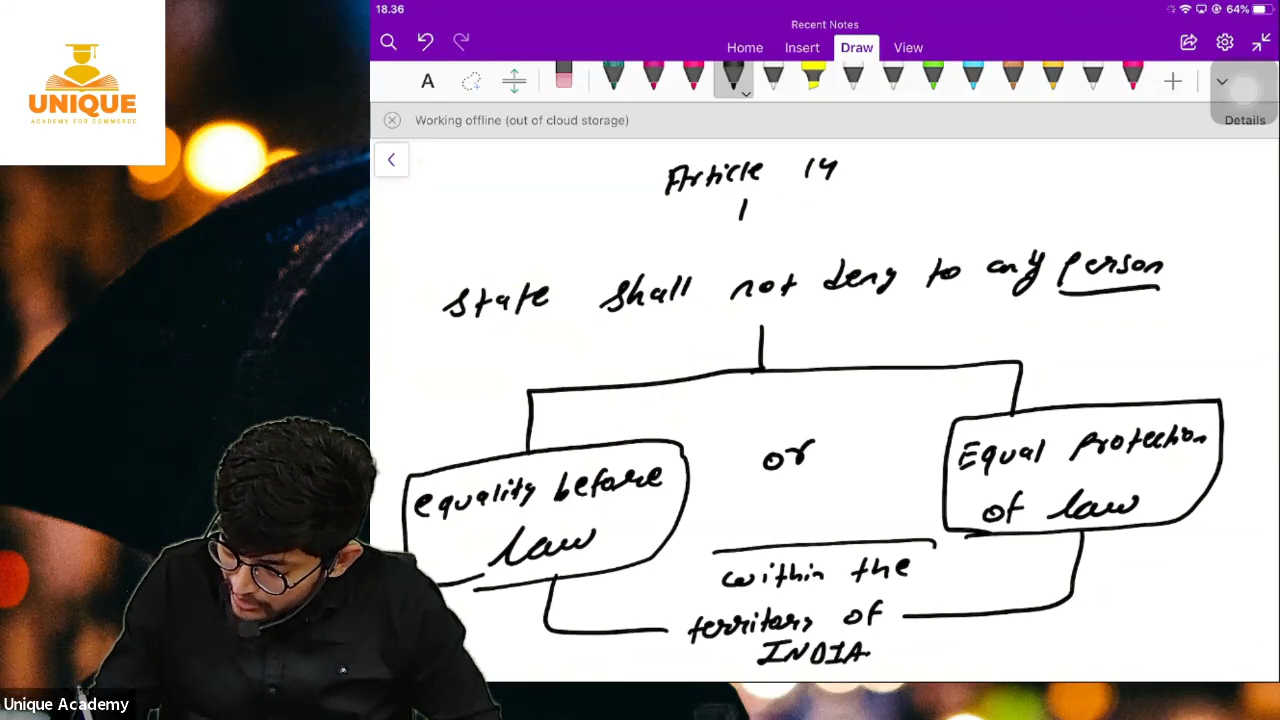 18.36
64%
Recent Notes
Home Insert Draw View
UNIQUE
ACADEMY FOR COMMERCE
A
Working offline (out of cloud storage)
Details
Article 14
State shall not deny to any person
equality before
law
or
Equal Protection
of law
within the
territory of
INDIA.
Unique Academy